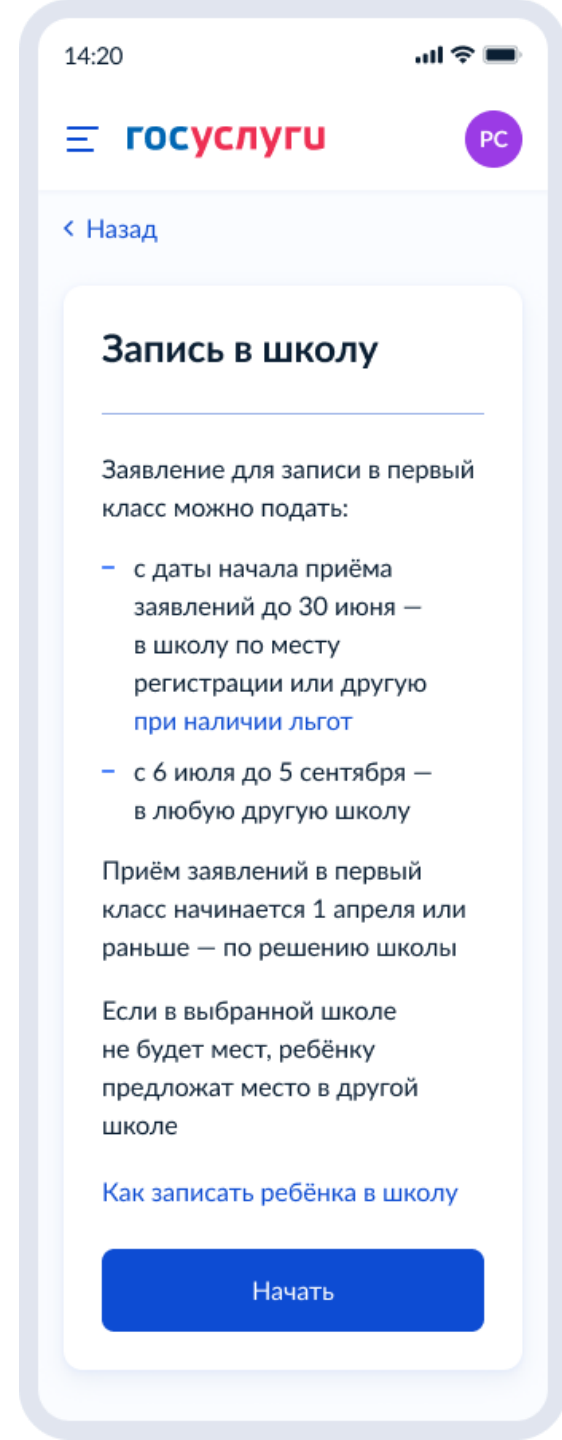 14:20
госуслуги
РС
Назад
Запись в школу
Заявление для записи в первый
класс можно подать:
– с даты начала приёма
заявлений до 30 июня —
в школу по месту
регистрации или другую
при наличии льгот
– с 6 июля до 5 сентября —
в любую другую школу
Приём заявлений в первый
класс начинается 1 апреля или
раньше — по решению школы
Если в выбранной школе
не будет мест, ребёнку
предложат место в другой
школе
Как записать ребёнка в школу
Начать